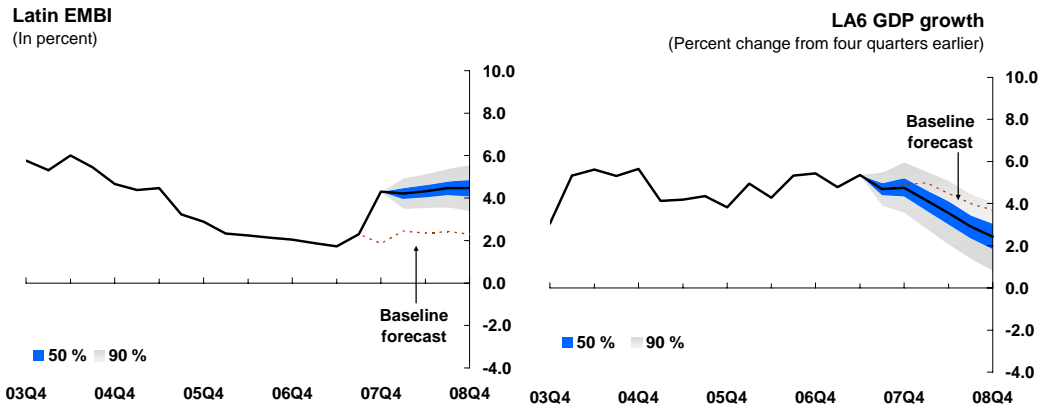 Latin EMBI
(In percent)
10.0
8.0
6.0
4.0
2.0
0.0
-2.0
-4.0
Baseline
forecast
50 % 90 %
03Q4 04Q4 05Q4 06Q4 07Q4 08Q4
LA6 GDP growth
(Percent change from four quarters earlier)
10.0
8.0
6.0
4.0
2.0
0.0
-2.0
-4.0
Baseline
forecast
50 % 90 %
03Q4 04Q4 05Q4 06Q4 07Q4 08Q4